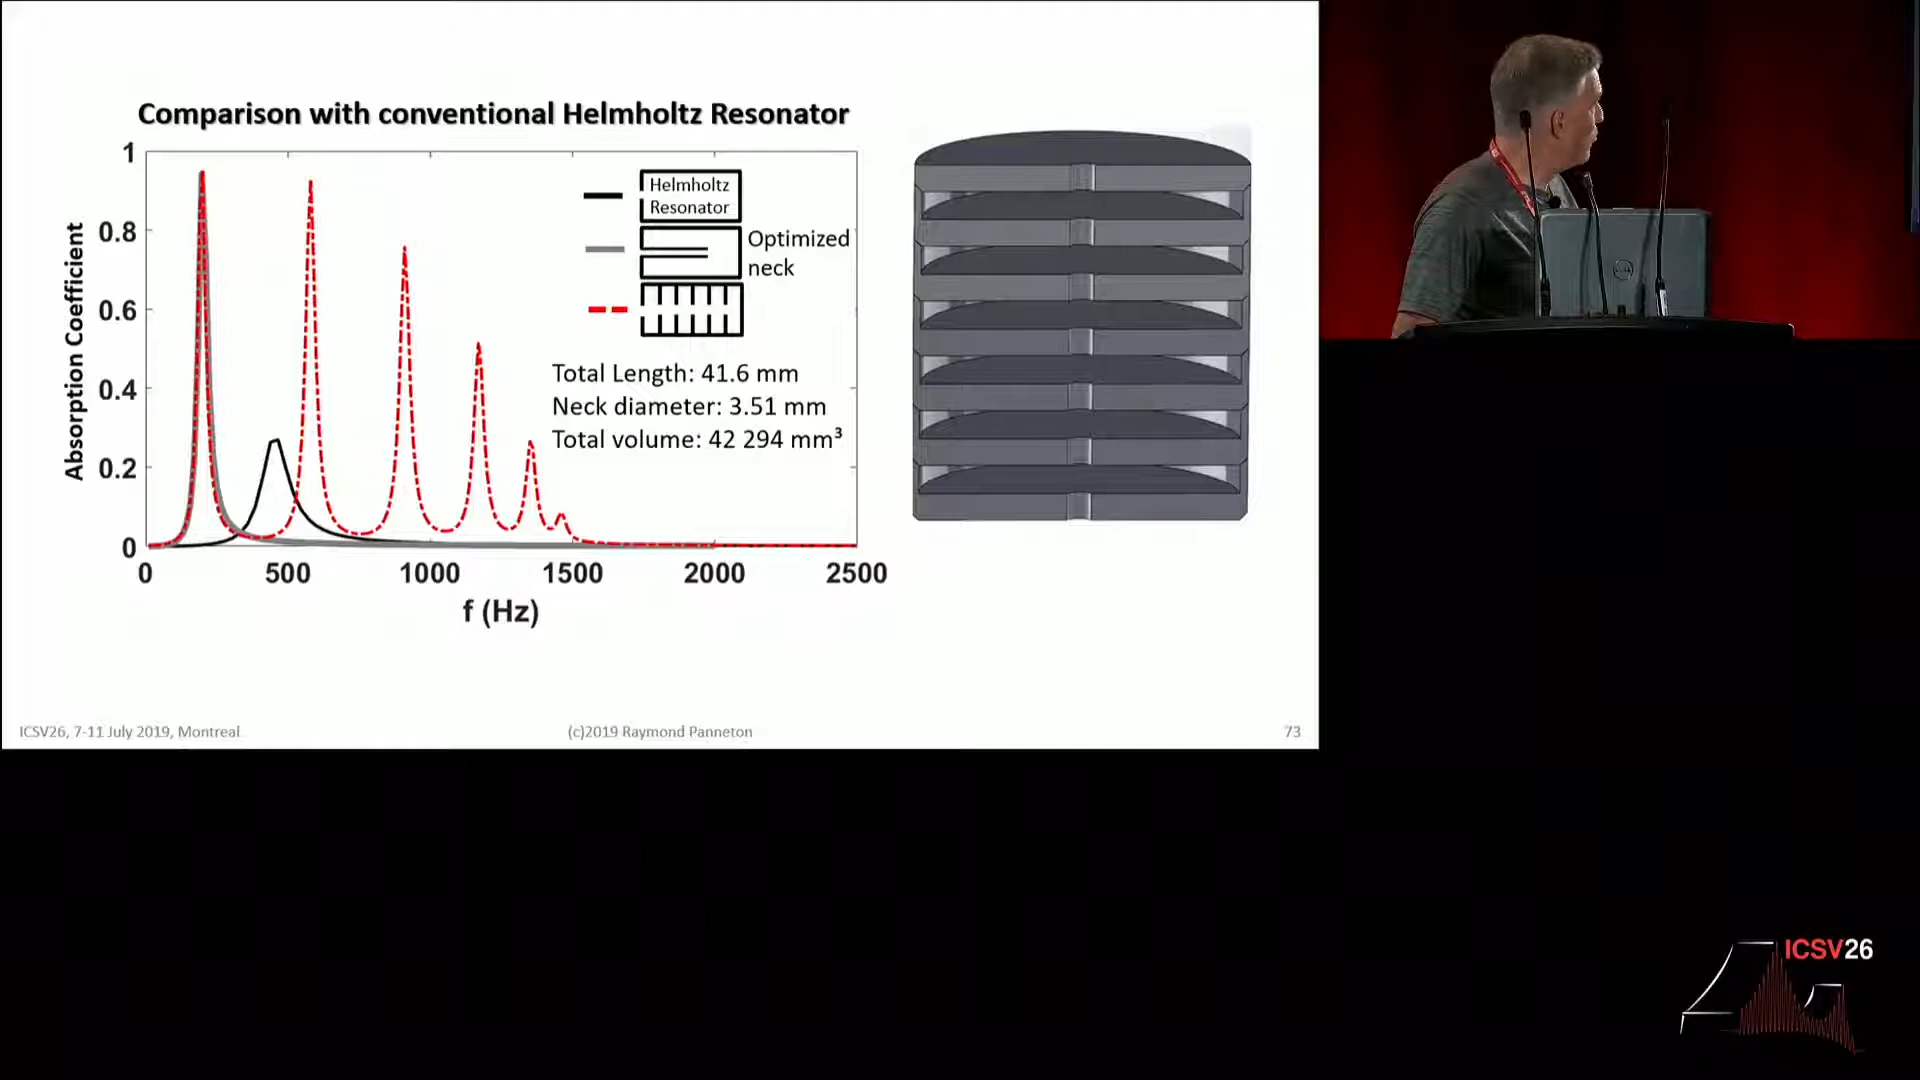 Comparison with conventional Helmholtz Resonator
1
0.8
0.6
0.4
0.2
0
Absorption Coefficient
0
500
1000
1500
2000
2500
f (Hz)
Helmholtz
Resonator
Optimized
neck
Total Length: 41.6 mm
Neck diameter: 3.51 mm
Total volume: 42 294 mm³
ICSV26, 7-11 July 2019, Montreal
(c)2019 Raymond Panneton
73
DELL
ICSV26